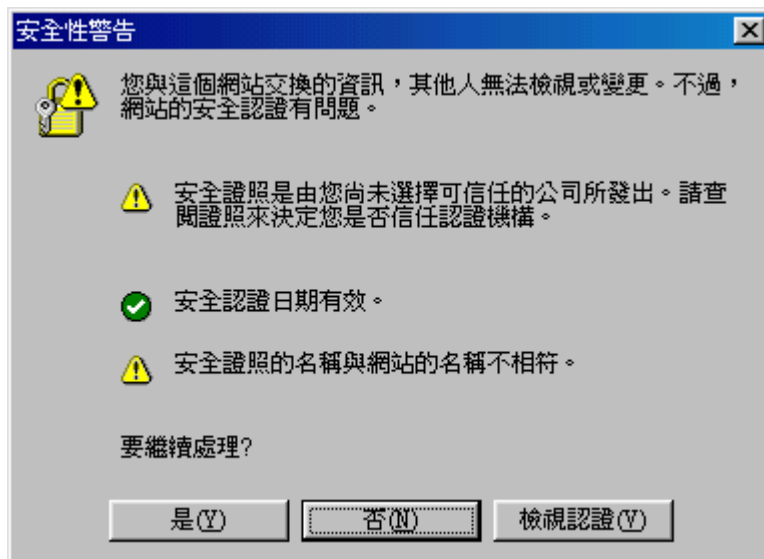 安全性警告
您與這個網站交換的資訊，其他人無法檢視或變更。不過，
網站的安全認證有問題。
安全證照是由您尚未選擇可信任的公司所發出。請查
閱證照來決定您是否信任認證機構。
安全認證日期有效。
安全證照的名稱與網站的名稱不相符。
要繼續處理?
是(Y)
否(N)
檢視認證(V)